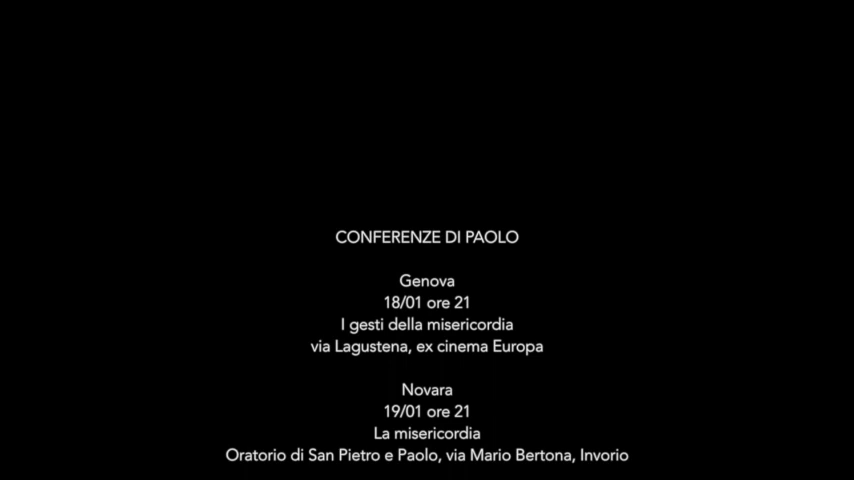 CONFERENZE DI PAOLO
Genova
18/01 ore 21
I gesti della misericordia
via Lagustena, ex cinema Europa
Novara
19/01 ore 21
La misericordia
Oratorio di San Pietro e Paolo, via Mario Bertona, Invorio